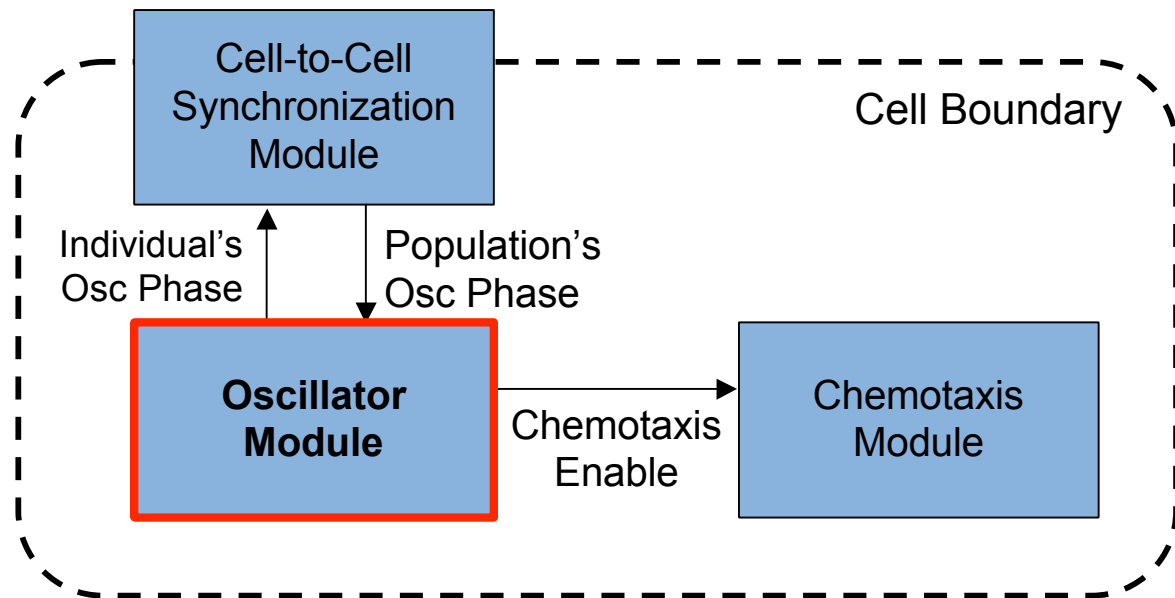 Cell-to-Cell
Synchronization
Module
Cell Boundary
Individual's
Osc Phase
Population's
Osc Phase
Oscillator
Module
Chemotaxis
Enable
Chemotaxis
Module